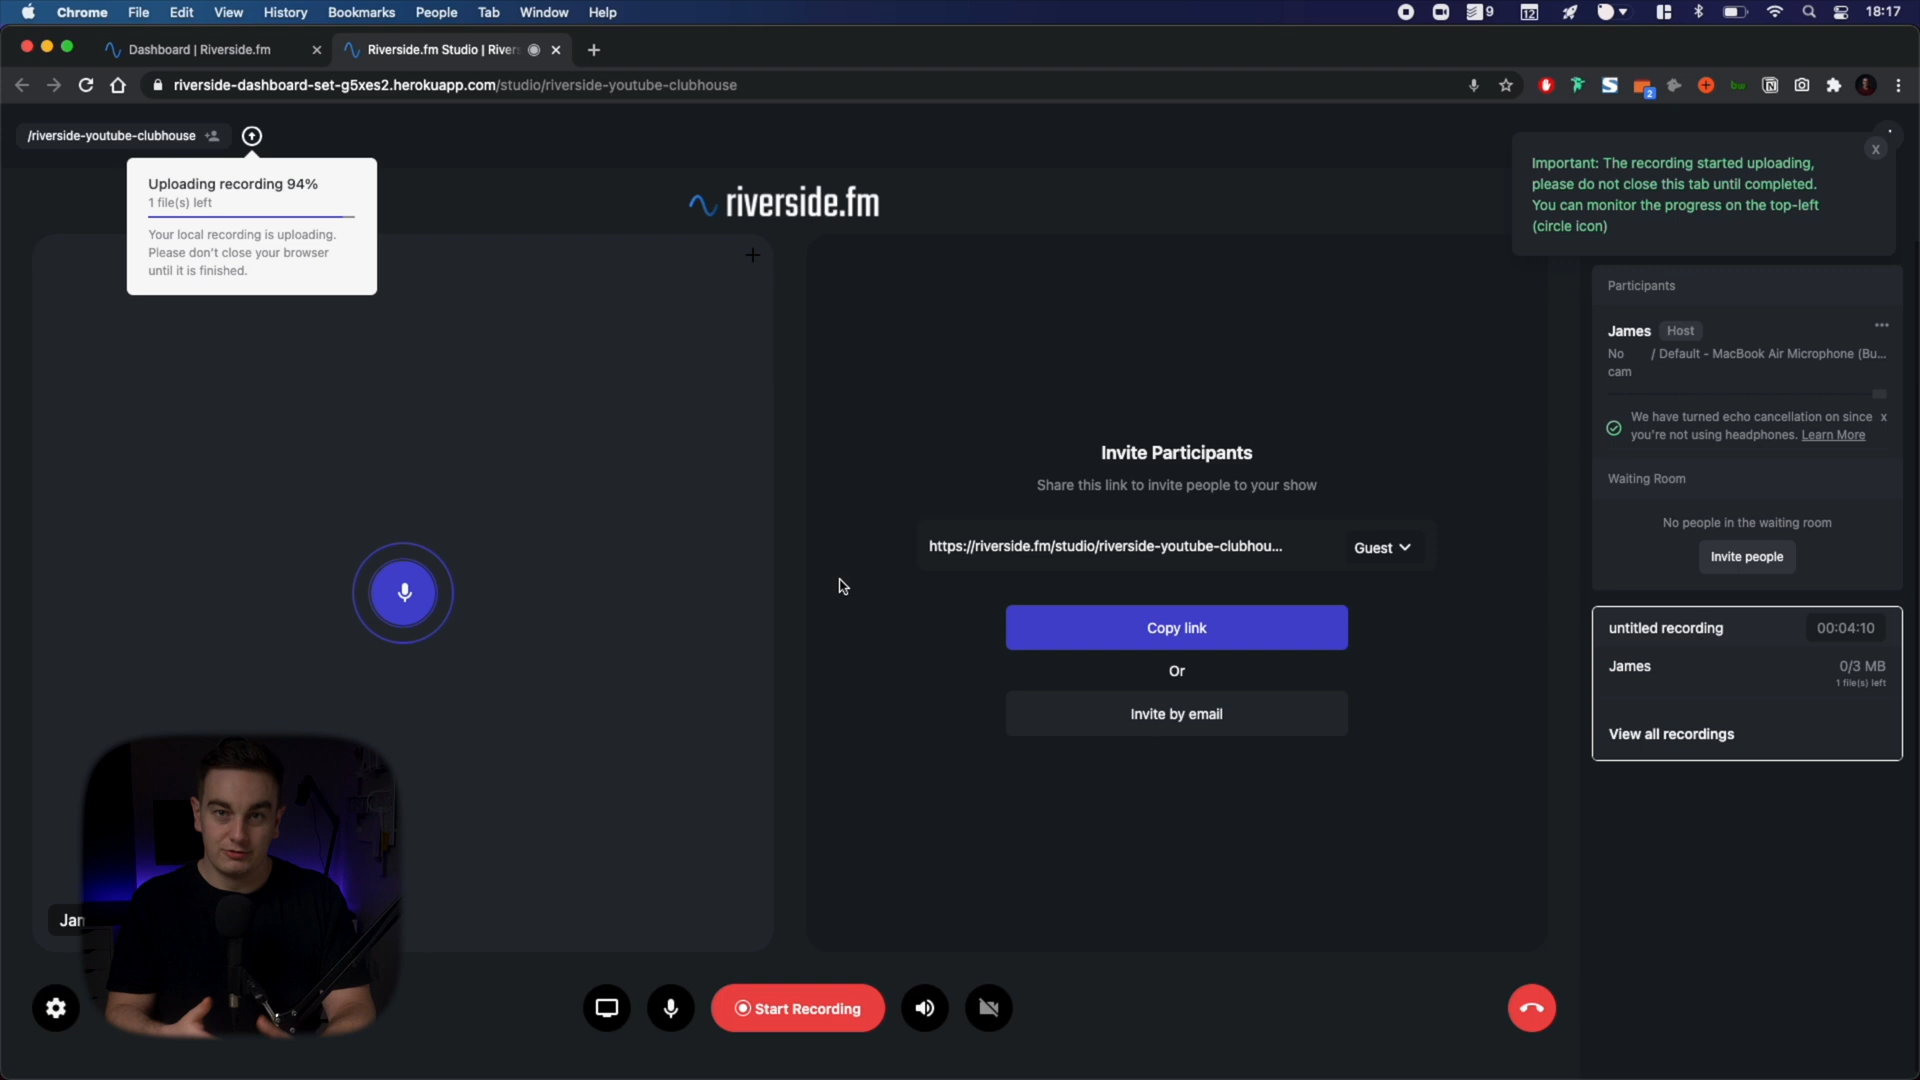 Chrome File Edit View History Bookmarks People Tab Window Help
9
12
18:17
Dashboard | Riverside.fm
Riverside.fm Studio | Rivers
riverside-dashboard-set-g5xes2.herokuapp.com/studio/riverside-youtube-clubhouse
2
/riverside-youtube-clubhouse
Uploading recording 94%
1 file(s) left
Your local recording is uploading.
Please don't close your browser
until it is finished.
riverside.fm
x
Important: The recording started uploading,
please do not close this tab until completed.
You can monitor the progress on the top-left
(circle icon)
Participants
James Host
No cam / Default - MacBook Air Microphone (Bu...
We have turned echo cancellation on since x
you're not using headphones. Learn More
Waiting Room
No people in the waiting room
Invite people
untitled recording 00:04:10
James 0/3 MB
1 file(s) left
View all recordings
Invite Participants
Share this link to invite people to your show
https://riverside.fm/studio/riverside-youtube-clubhou... Guest
Copy link
Or
Invite by email
Jam
Start Recording